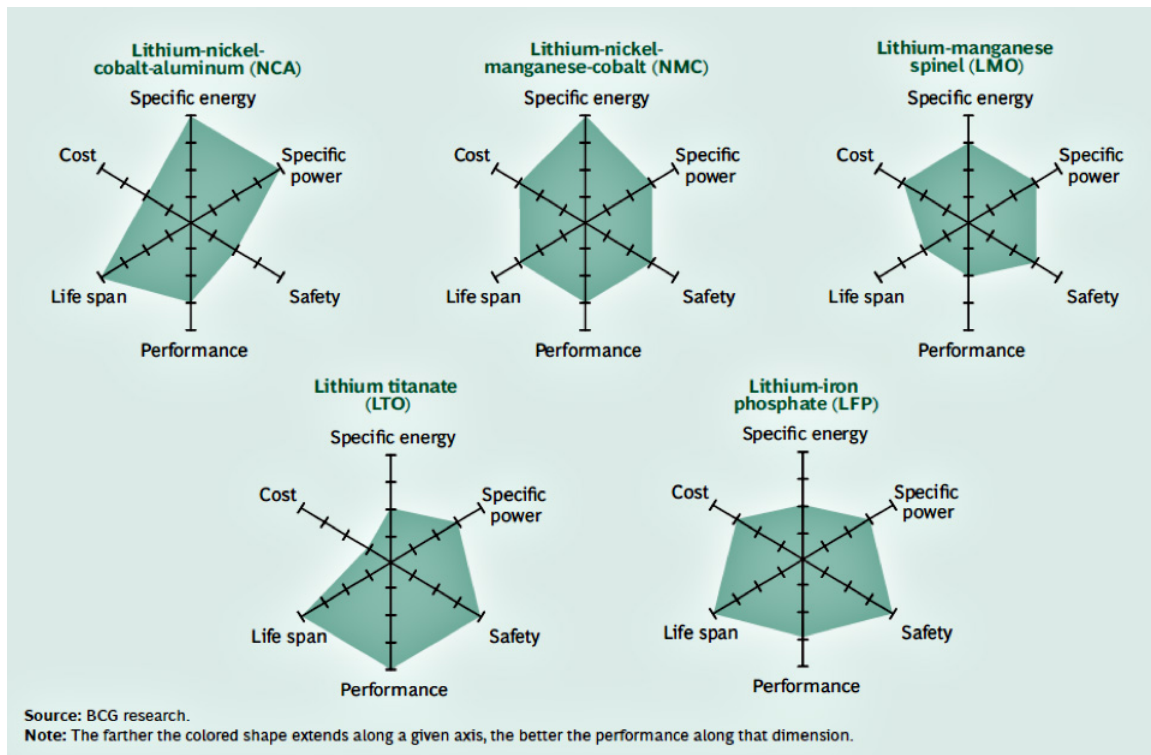 Lithium-nickel-
cobalt-aluminum (NCA)
Specific energy
Cost
Specific
power
Life span
Safety
Performance
Lithium-nickel-
manganese-cobalt (NMC)
Specific energy
Cost
Specific
power
Life span
Safety
Performance
Lithium-manganese
spinel (LMO)
Specific energy
Cost
Specific
power
Life span
Safety
Performance
Lithium titanate
(LTO)
Specific energy
Cost
Specific
power
Life span
Safety
Performance
Lithium-iron
phosphate (LFP)
Specific energy
Cost
Specific
power
Life span
Safety
Performance
Source: BCG research.
Note: The farther the colored shape extends along a given axis, the better the performance along that dimension.